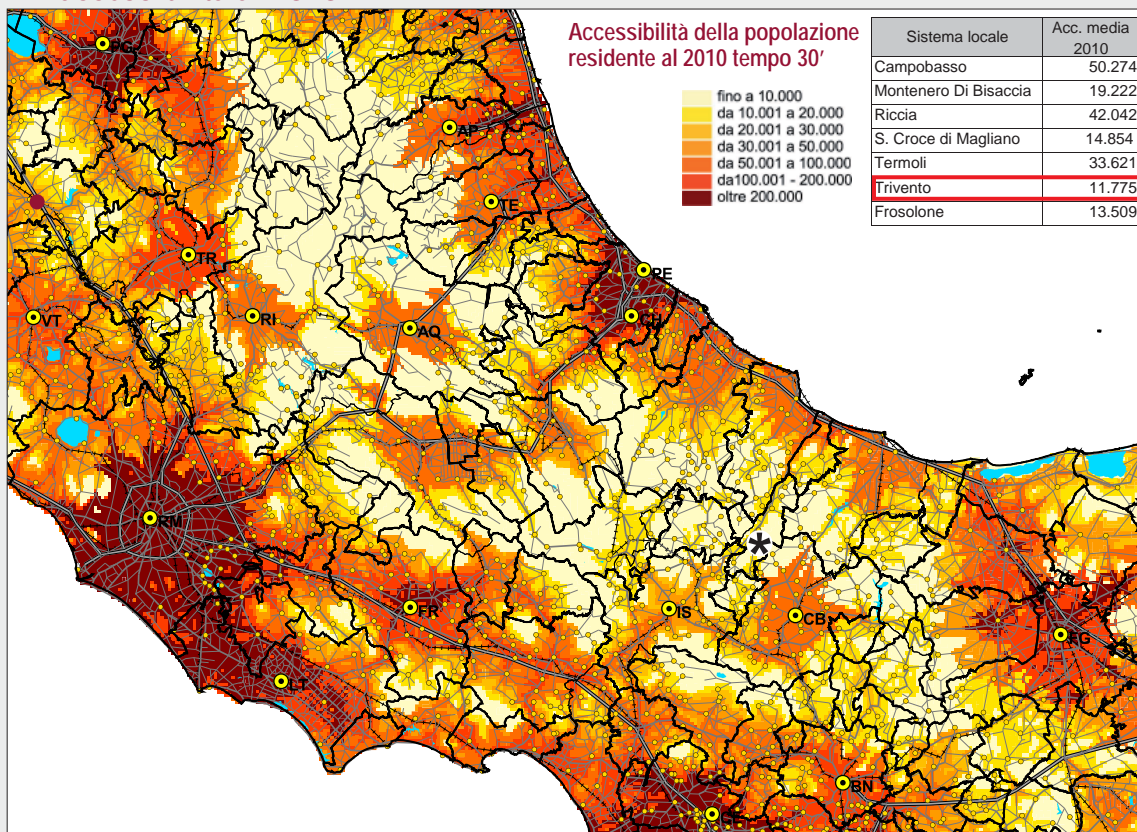 Accessibilità della popolazione
residente al 2010 tempo 30'
fino a 10.000
da 10.001 a 20.000
da 20.001 a 30.000
da 30.001 a 50.000
da 50.001 a 100.000
da100.001 - 200.000
oltre 200.000
Sistema locale Acc. media 2010
Campobasso 50.274
Montenero Di Bisaccia 19.222
Riccia 42.042
S. Croce di Magliano 14.854
Termoli 33.621
Trivento 11.775
Frosolone 13.509
PG
AP
TE
TR
PE
VT
RI
AQ
CH
RM
*
FR
IS
CB
FG
LT
BN
CE